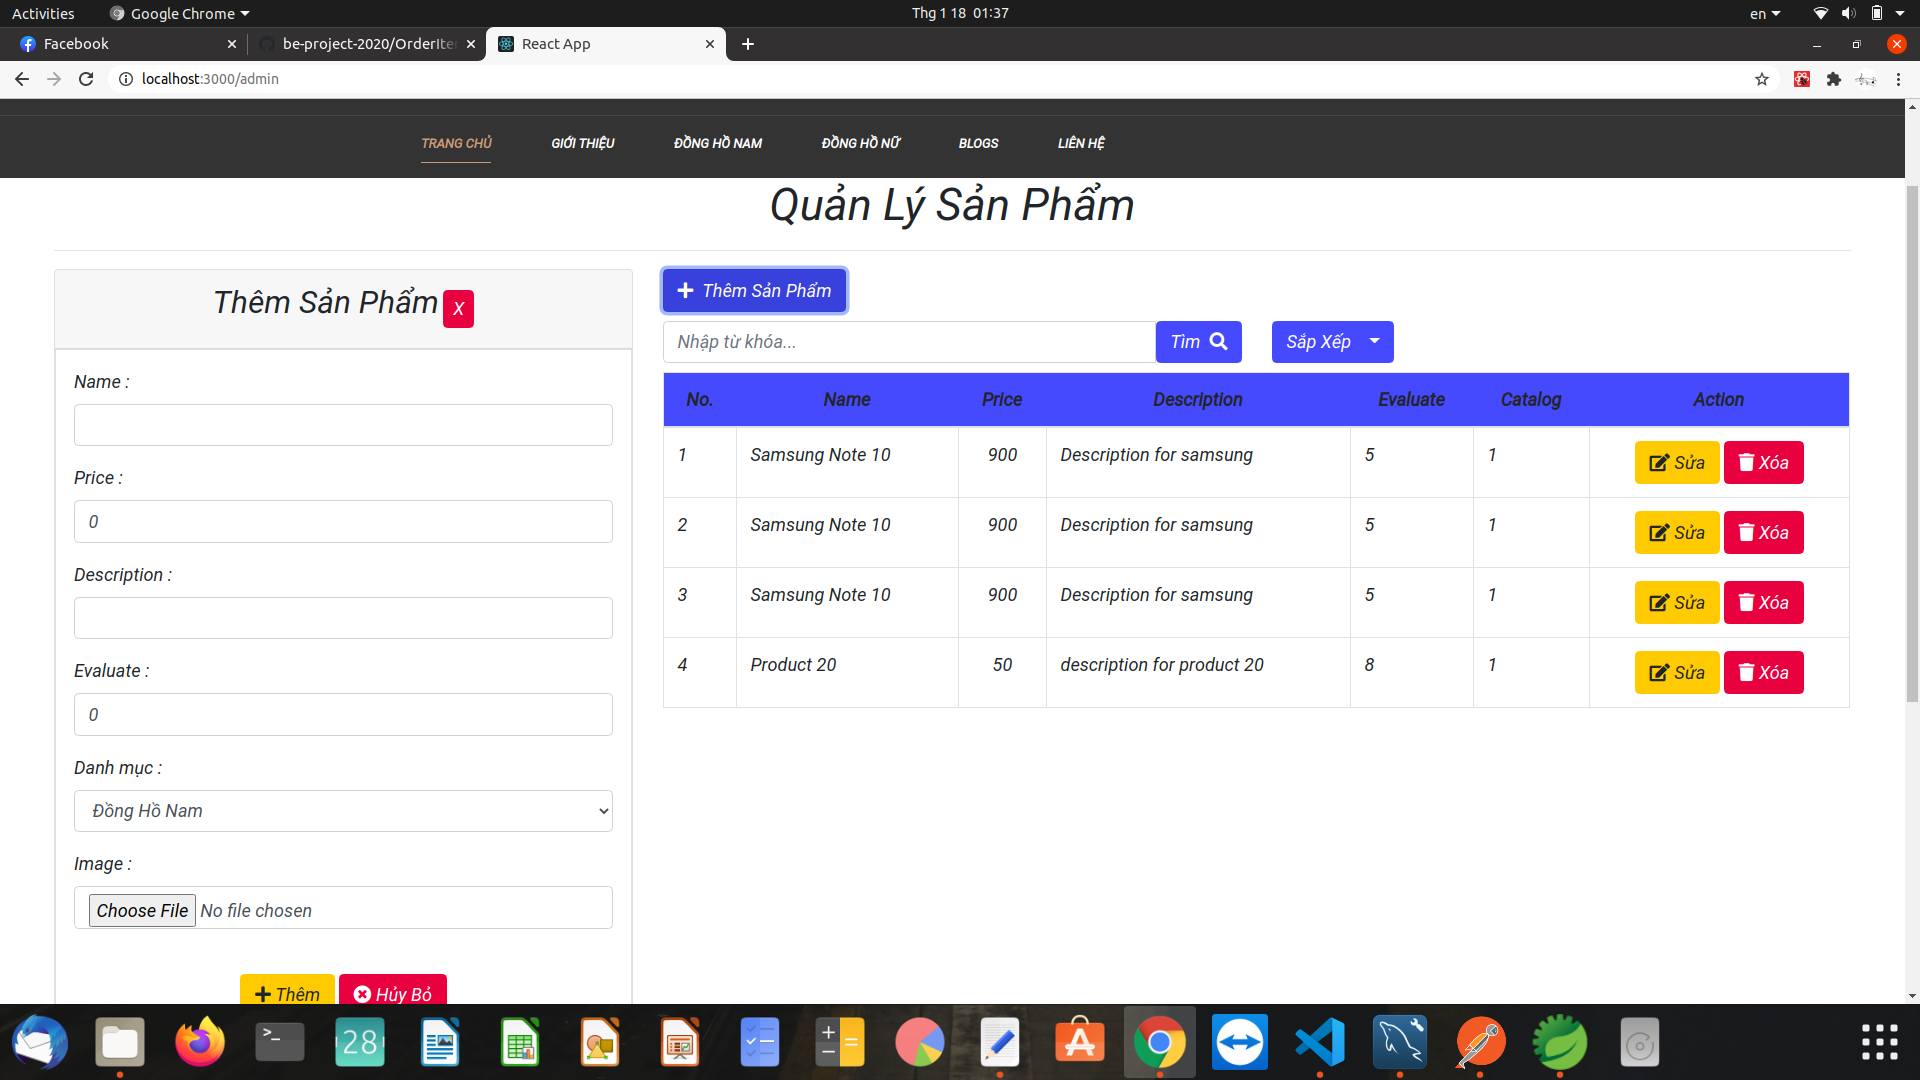 Activities Google Chrome Thg 1 18 01:37 en
Facebook be-project-2020/OrderIte React App
localhost:3000/admin
TRANG CHỦ GIỚI THIỆU ĐỒNG HỒ NAM ĐỒNG HỒ NỮ BLOGS LIÊN HỆ
Quản Lý Sản Phẩm
Thêm Sản Phẩm X
Name :
Price :
0
Description :
Evaluate :
0
Danh mục :
Đồng Hồ Nam
Image :
Choose File No file chosen
Thêm Hủy Bỏ
Thêm Sản Phẩm
Nhập từ khóa... Tìm Sắp Xếp
No. Name Price Description Evaluate Catalog Action
1 Samsung Note 10 900 Description for samsung 5 1 Sửa Xóa
2 Samsung Note 10 900 Description for samsung 5 1 Sửa Xóa
3 Samsung Note 10 900 Description for samsung 5 1 Sửa Xóa
4 Product 20 50 description for product 20 8 1 Sửa Xóa
28